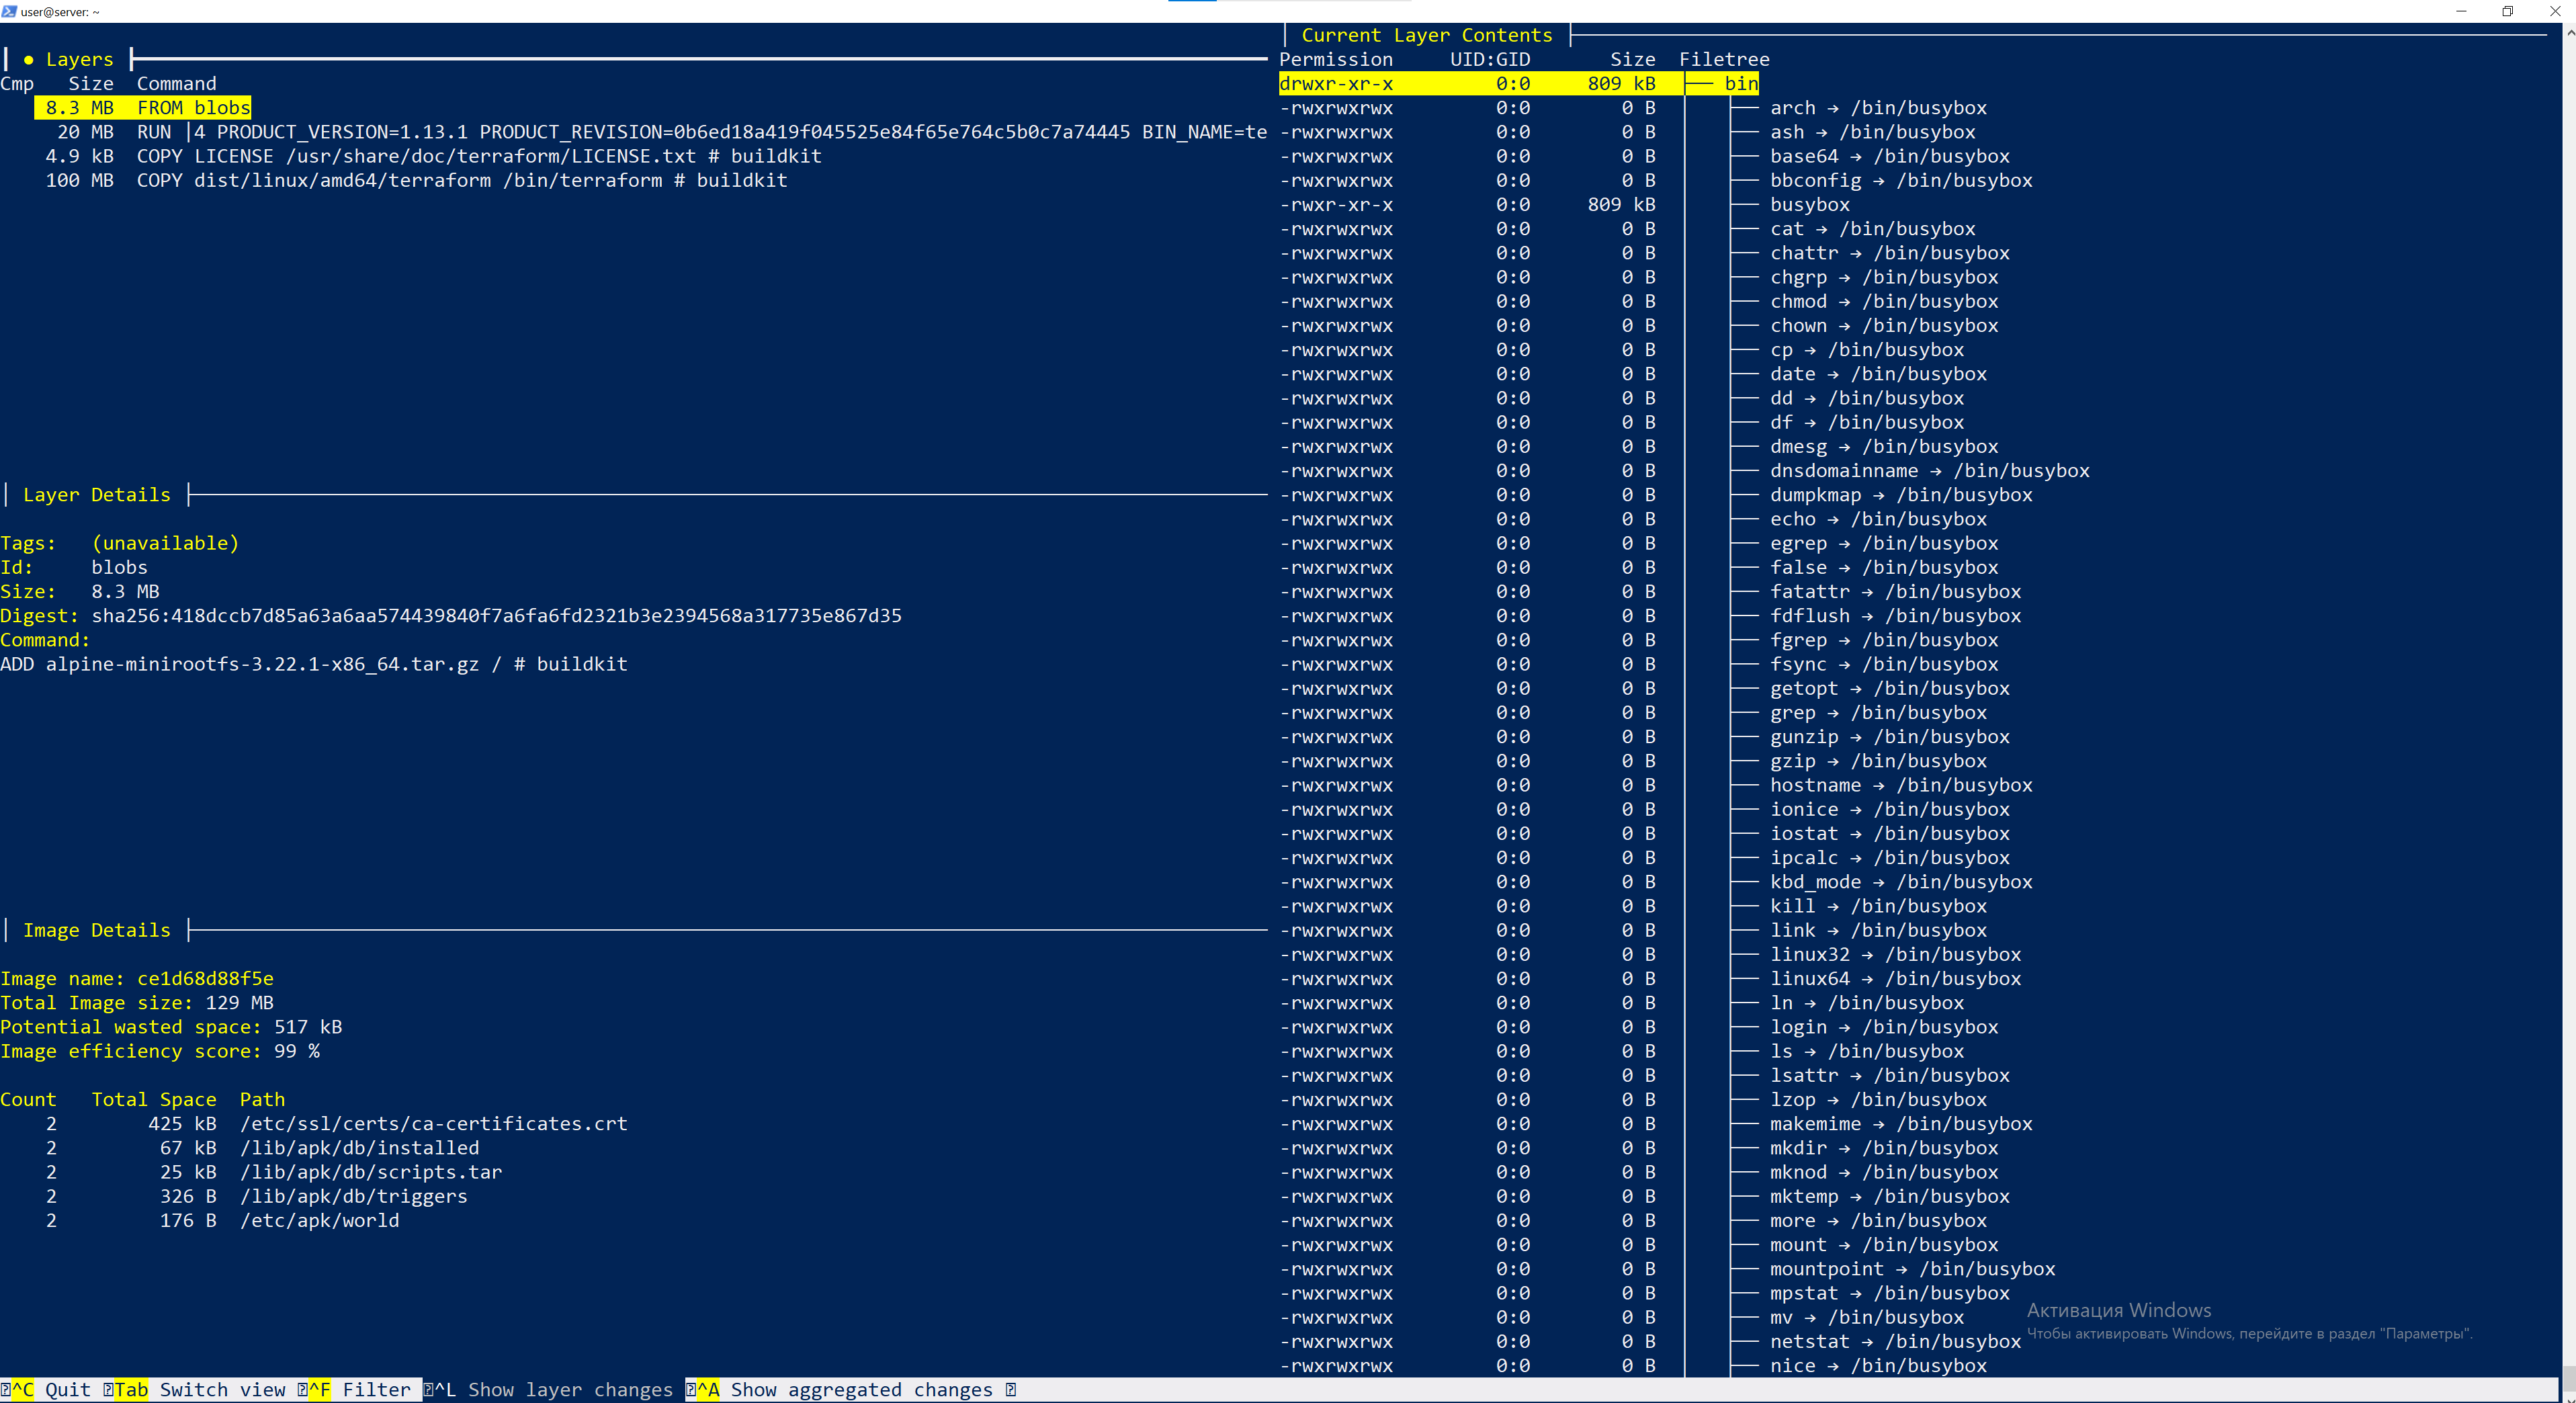 user@server: ~
● Layers
Cmp Size Command
8.3 MB FROM blobs
20 MB RUN |4 PRODUCT_VERSION=1.13.1 PRODUCT_REVISION=0b6ed18a419f045525e84f65e764c5b0c7a74445 BIN_NAME=te
4.9 kB COPY LICENSE /usr/share/doc/terraform/LICENSE.txt # buildkit
100 MB COPY dist/linux/amd64/terraform /bin/terraform # buildkit
Layer Details
Tags: (unavailable)
Id: blobs
Size: 8.3 MB
Digest: sha256:418dccb7d85a63a6aa574439840f7a6fa6fd2321b3e2394568a317735e867d35
Command:
ADD alpine-minirootfs-3.22.1-x86_64.tar.gz / # buildkit
Image Details
Image name: ce1d68d88f5e
Total Image size: 129 MB
Potential wasted space: 517 kB
Image efficiency score: 99 %
Count Total Space Path
2 425 kB /etc/ssl/certs/ca-certificates.crt
2 67 kB /lib/apk/db/installed
2 25 kB /lib/apk/db/scripts.tar
2 326 B /lib/apk/db/triggers
2 176 B /etc/apk/world
Current Layer Contents
Permission UID:GID Size Filetree
drwxr-xr-x 0:0 809 kB ├── bin
-rwxrwxrwx 0:0 0 B │ ├── arch → /bin/busybox
-rwxrwxrwx 0:0 0 B │ ├── ash → /bin/busybox
-rwxrwxrwx 0:0 0 B │ ├── base64 → /bin/busybox
-rwxrwxrwx 0:0 0 B │ ├── bbconfig → /bin/busybox
-rwxr-xr-x 0:0 809 kB │ ├── busybox
-rwxrwxrwx 0:0 0 B │ ├── cat → /bin/busybox
-rwxrwxrwx 0:0 0 B │ ├── chattr → /bin/busybox
-rwxrwxrwx 0:0 0 B │ ├── chgrp → /bin/busybox
-rwxrwxrwx 0:0 0 B │ ├── chmod → /bin/busybox
-rwxrwxrwx 0:0 0 B │ ├── chown → /bin/busybox
-rwxrwxrwx 0:0 0 B │ ├── cp → /bin/busybox
-rwxrwxrwx 0:0 0 B │ ├── date → /bin/busybox
-rwxrwxrwx 0:0 0 B │ ├── dd → /bin/busybox
-rwxrwxrwx 0:0 0 B │ ├── df → /bin/busybox
-rwxrwxrwx 0:0 0 B │ ├── dmesg → /bin/busybox
-rwxrwxrwx 0:0 0 B │ ├── dnsdomainname → /bin/busybox
-rwxrwxrwx 0:0 0 B │ ├── dumpkmap → /bin/busybox
-rwxrwxrwx 0:0 0 B │ ├── echo → /bin/busybox
-rwxrwxrwx 0:0 0 B │ ├── egrep → /bin/busybox
-rwxrwxrwx 0:0 0 B │ ├── false → /bin/busybox
-rwxrwxrwx 0:0 0 B │ ├── fatattr → /bin/busybox
-rwxrwxrwx 0:0 0 B │ ├── fdflush → /bin/busybox
-rwxrwxrwx 0:0 0 B │ ├── fgrep → /bin/busybox
-rwxrwxrwx 0:0 0 B │ ├── fsync → /bin/busybox
-rwxrwxrwx 0:0 0 B │ ├── getopt → /bin/busybox
-rwxrwxrwx 0:0 0 B │ ├── grep → /bin/busybox
-rwxrwxrwx 0:0 0 B │ ├── gunzip → /bin/busybox
-rwxrwxrwx 0:0 0 B │ ├── gzip → /bin/busybox
-rwxrwxrwx 0:0 0 B │ ├── hostname → /bin/busybox
-rwxrwxrwx 0:0 0 B │ ├── ionice → /bin/busybox
-rwxrwxrwx 0:0 0 B │ ├── iostat → /bin/busybox
-rwxrwxrwx 0:0 0 B │ ├── ipcalc → /bin/busybox
-rwxrwxrwx 0:0 0 B │ ├── kbd_mode → /bin/busybox
-rwxrwxrwx 0:0 0 B │ ├── kill → /bin/busybox
-rwxrwxrwx 0:0 0 B │ ├── link → /bin/busybox
-rwxrwxrwx 0:0 0 B │ ├── linux32 → /bin/busybox
-rwxrwxrwx 0:0 0 B │ ├── linux64 → /bin/busybox
-rwxrwxrwx 0:0 0 B │ ├── ln → /bin/busybox
-rwxrwxrwx 0:0 0 B │ ├── login → /bin/busybox
-rwxrwxrwx 0:0 0 B │ ├── ls → /bin/busybox
-rwxrwxrwx 0:0 0 B │ ├── lsattr → /bin/busybox
-rwxrwxrwx 0:0 0 B │ ├── lzop → /bin/busybox
-rwxrwxrwx 0:0 0 B │ ├── makemime → /bin/busybox
-rwxrwxrwx 0:0 0 B │ ├── mkdir → /bin/busybox
-rwxrwxrwx 0:0 0 B │ ├── mknod → /bin/busybox
-rwxrwxrwx 0:0 0 B │ ├── mktemp → /bin/busybox
-rwxrwxrwx 0:0 0 B │ ├── more → /bin/busybox
-rwxrwxrwx 0:0 0 B │ ├── mount → /bin/busybox
-rwxrwxrwx 0:0 0 B │ ├── mountpoint → /bin/busybox
-rwxrwxrwx 0:0 0 B │ ├── mpstat → /bin/busybox
-rwxrwxrwx 0:0 0 B │ ├── mv → /bin/busybox
-rwxrwxrwx 0:0 0 B │ ├── netstat → /bin/busybox
-rwxrwxrwx 0:0 0 B │ ├── nice → /bin/busybox
Активация Windows
Чтобы активировать Windows, перейдите в раздел "Параметры".
^C Quit Tab Switch view ^F Filter ^L Show layer changes ^A Show aggregated changes